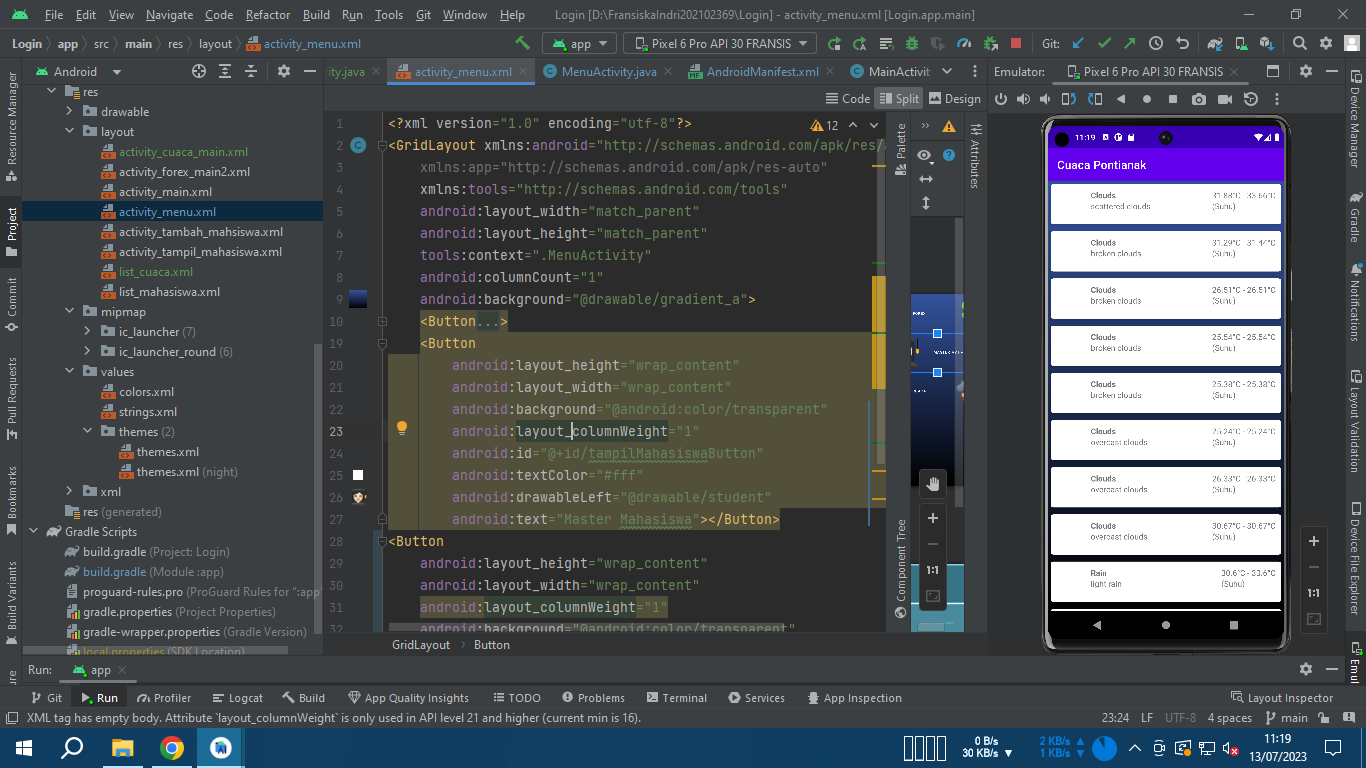 File Edit View Navigate Code Refactor Build Run Tools Git Window Help Login [D:\FransiskaIndri202102369\Login] - activity_menu.xml [Login.app.main]
Login app src main res layout activity_menu.xml app Pixel 6 Pro API 30 FRANSIS Git:
Android
ity.java activity_menu.xml MenuActivity.java AndroidManifest.xml MainActivit
Emulator: Pixel 6 Pro API 30 FRANSIS
Code Split Design
Resource Manager
Project
Commit
Pull Requests
Bookmarks
Build Variants
res
drawable
layout
activity_cuaca_main.xml
activity_forex_main2.xml
activity_main.xml
activity_menu.xml
activity_tambah_mahsiswa.xml
activity_tampil_mahasiswa.xml
list_cuaca.xml
list_mahasiswa.xml
mipmap
ic_launcher (7)
ic_launcher_round (6)
values
colors.xml
strings.xml
themes (2)
themes.xml
themes.xml (night)
xml
res (generated)
Gradle Scripts
build.gradle (Project: Login)
build.gradle (Module :app)
proguard-rules.pro (ProGuard Rules for ":app")
gradle.properties (Project Properties)
gradle-wrapper.properties (Gradle Version)
local.properties (SDK Location)
12
1 <?xml version="1.0" encoding="utf-8"?>
2 <GridLayout xmlns:android="http://schemas.android.com/apk/res/
3 xmlns:app="http://schemas.android.com/apk/res-auto"
4 xmlns:tools="http://schemas.android.com/tools"
5 android:layout_width="match_parent"
6 android:layout_height="match_parent"
7 tools:context=".MenuActivity"
8 android:columnCount="1"
9 android:background="@drawable/gradient_a">
10 <Button...>
19 <Button
20 android:layout_height="wrap_content"
21 android:layout_width="wrap_content"
22 android:background="@android:color/transparent"
23 android:layout_columnWeight="1"
24 android:id="@+id/tampilMahasiswaButton"
25 android:textColor="#fff"
26 android:drawableLeft="@drawable/student"
27 android:text="Master Mahasiswa"></Button>
28 <Button
29 android:layout_height="wrap_content"
30 android:layout_width="wrap_content"
31 android:layout_columnWeight="1"
32 android:background="@android:color/transparent"
GridLayout Button
Palette
Attributes
Component Tree
1:1
11:19
Cuaca Pontianak
Clouds 31.88°C - 33.66°C
scattered clouds (Suhu)
Clouds 31.29°C - 31.44°C
broken clouds (Suhu)
Clouds 26.51°C - 26.51°C
broken clouds (Suhu)
Clouds 25.54°C - 25.54°C
broken clouds (Suhu)
Clouds 25.38°C - 25.38°C
broken clouds (Suhu)
Clouds 25.24°C - 25.24°C
overcast clouds (Suhu)
Clouds 26.33°C - 26.33°C
overcast clouds (Suhu)
Clouds 30.67°C - 30.67°C
overcast clouds (Suhu)
Rain 30.6°C - 30.6°C
light rain (Suhu)
1:1
Device Manager
Gradle
Notifications
Layout Validation
Device File Explorer
Emul
Run: app
Git Run Profiler Logcat Build App Quality Insights TODO Problems Terminal Services App Inspection Layout Inspector
XML tag has empty body. Attribute `layout_columnWeight` is only used in API level 21 and higher (current min is 16). 23:24 LF UTF-8 4 spaces main
0 B/s
30 KB/s
2 KB/s
1 KB/s
11:19
13/07/2023